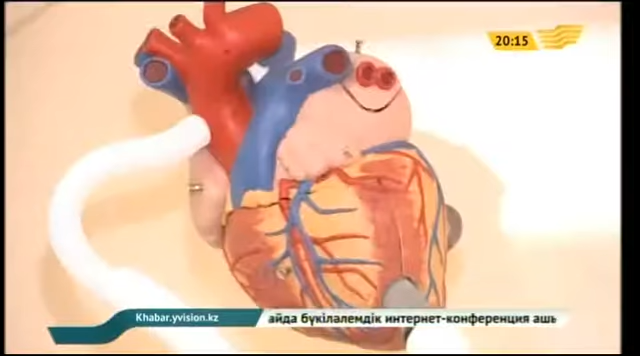 20:15
Khabar.yvision.kz
айда бүкіләлемдік интернет-конференция ашы